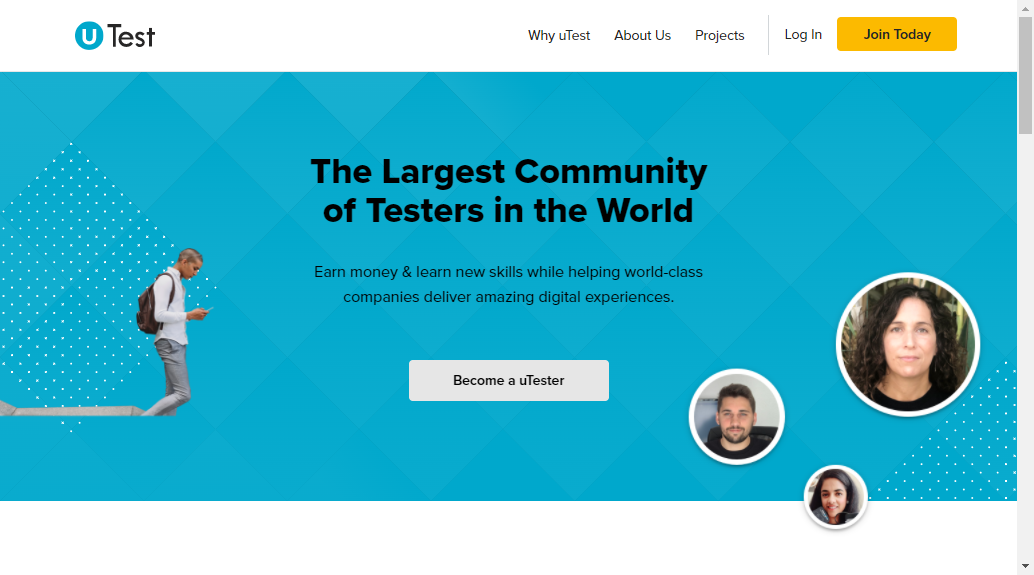 uTest
Why uTest
About Us
Projects
Log In
Join Today
The Largest Community
of Testers in the World
Earn money & learn new skills while helping world-class
companies deliver amazing digital experiences.
Become a uTester